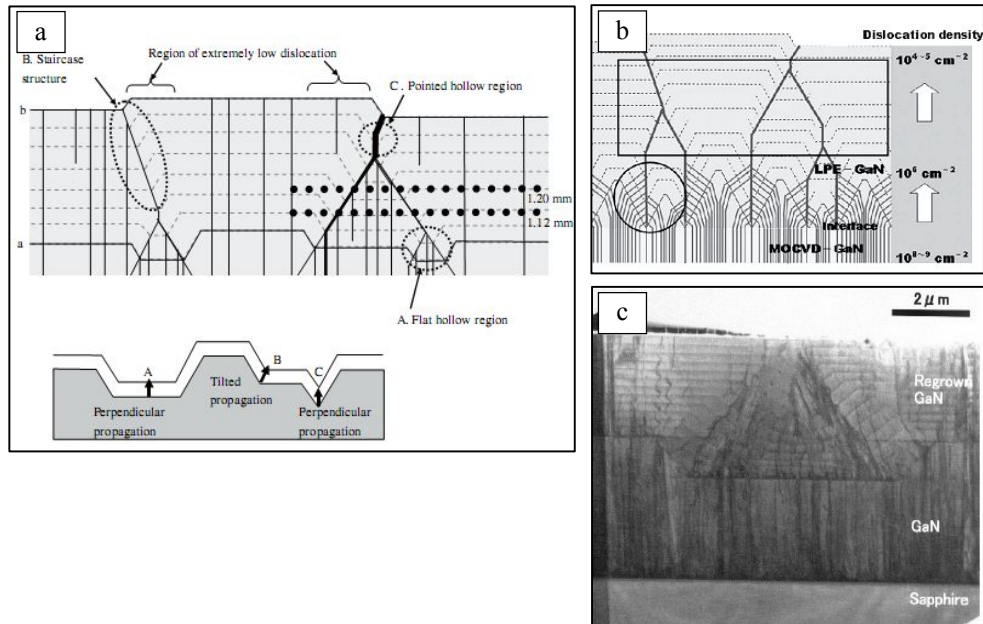 a
Region of extremely low dislocation
B. Staircase
structure
C. Pointed hollow region
b
1.20 mm
1.12 mm
a
A. Flat hollow region
A
B
C
Tilted
propagation
Perpendicular
propagation
Perpendicular
propagation
b
Dislocation density
10⁴⁻⁵ cm⁻²
LPE-GaN
10⁶ cm⁻²
Interface
MOCVD-GaN
10⁸~⁹ cm⁻²
c
2μm
Regrown
GaN
GaN
Sapphire